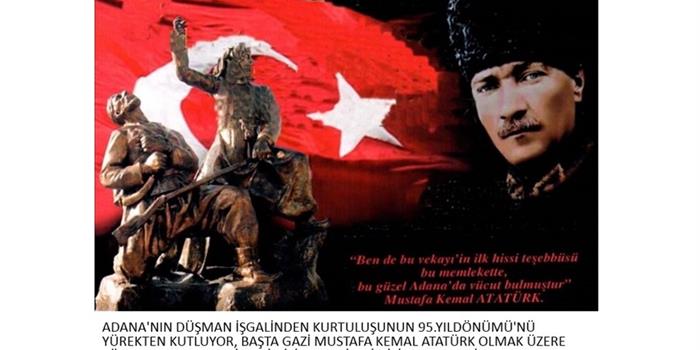 “Ben de bu vekayı’in ilk hissi teşebbüsü
bu memlekette,
bu güzel Adana’da vücut bulmuştur”
Mustafa Kemal ATATÜRK.
ADANA'NIN DÜŞMAN İŞGALİNDEN KURTULUŞUNUN 95.YILDÖNÜMÜ'NÜ
YÜREKTEN KUTLUYOR, BAŞTA GAZİ MUSTAFA KEMAL ATATÜRK OLMAK ÜZERE